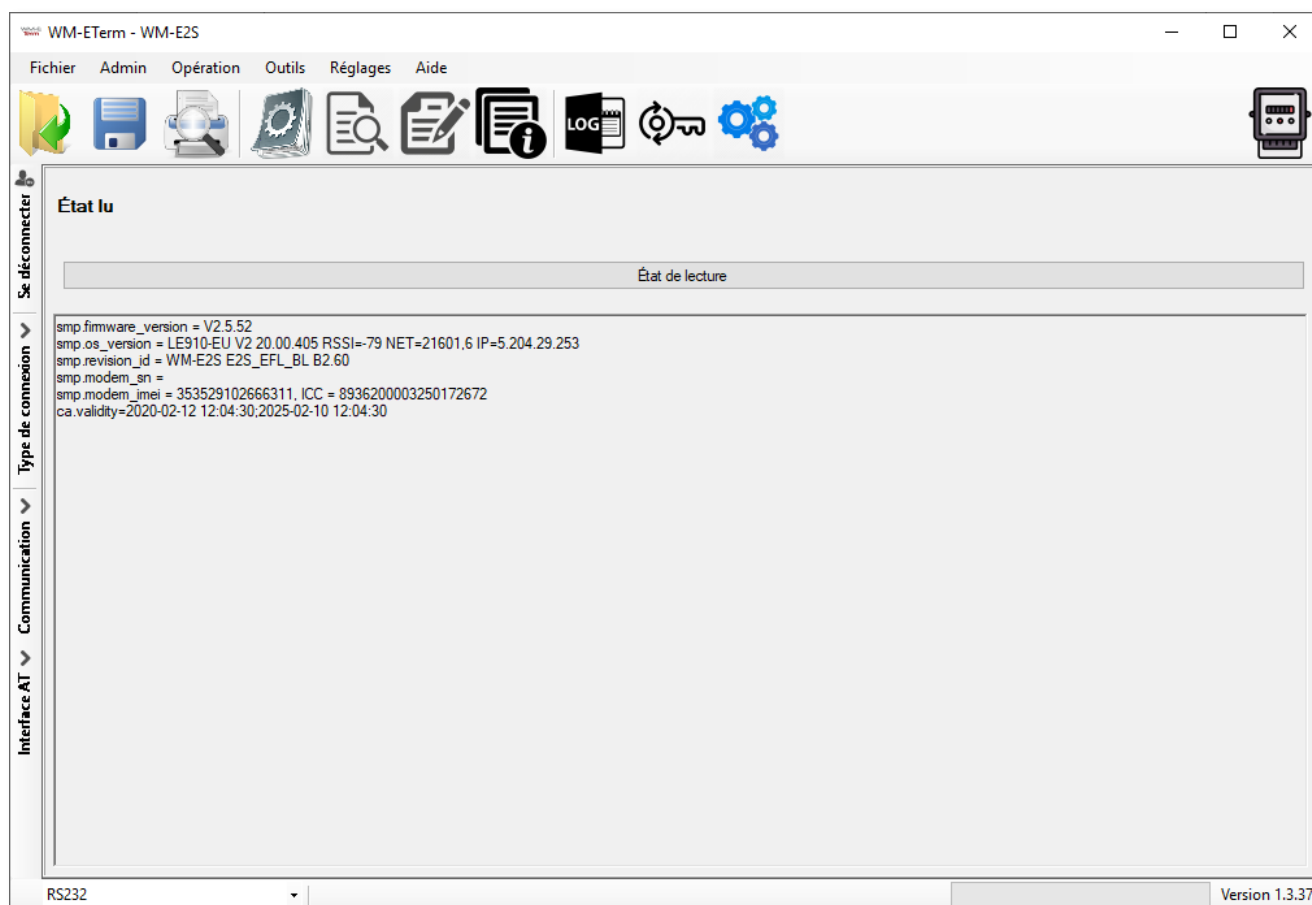 WM-ETerm - WM-E2S
Fichier Admin Opération Outils Réglages Aide
LOG
Se déconnecter
Type de connexion
Communication
Interface AT
État lu
État de lecture
smp.firmware_version = V2.5.52
smp.os_version = LE910-EU V2 20.00.405 RSSI=-79 NET=21601,6 IP=5.204.29.253
smp.revision_id = WM-E2S E2S_EFL_BL B2.60
smp.modem_sn =
smp.modem_imei = 353529102666311, ICC = 8936200003250172672
ca.validity=2020-02-12 12:04:30;2025-02-10 12:04:30
RS232
Version 1.3.37